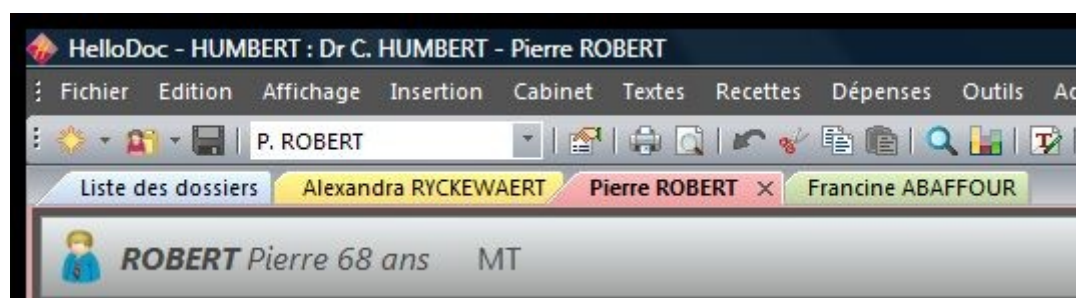 HelloDoc - HUMBERT : Dr C. HUMBERT - Pierre ROBERT
Fichier Edition Affichage Insertion Cabinet Textes Recettes Dépenses Outils
P. ROBERT
Liste des dossiers Alexandra RYCKEWAERT Pierre ROBERT Francine ABAFFOUR
ROBERT Pierre 68 ans MT